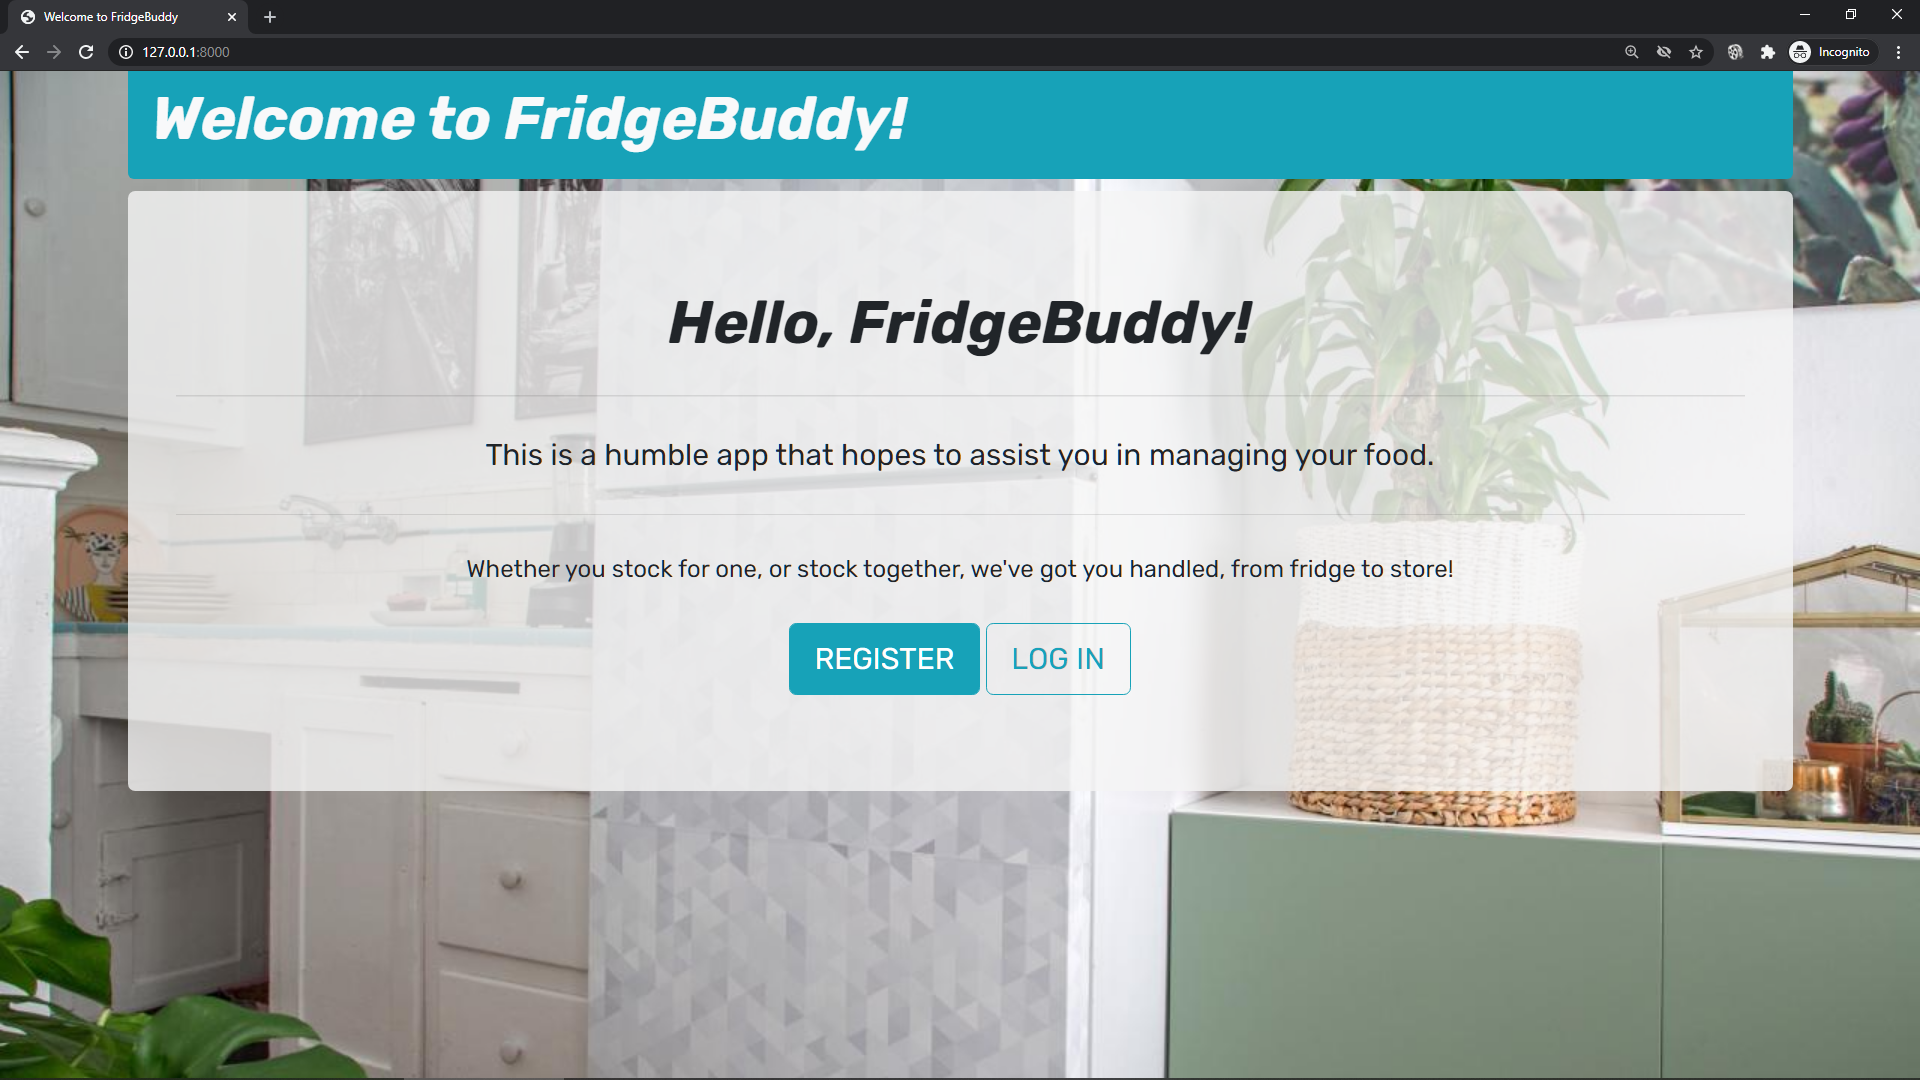 Welcome to FridgeBuddy
127.0.0.1:8000
Incognito
Welcome to FridgeBuddy!
Hello, FridgeBuddy!
This is a humble app that hopes to assist you in managing your food.
Whether you stock for one, or stock together, we've got you handled, from fridge to store!
REGISTER LOG IN